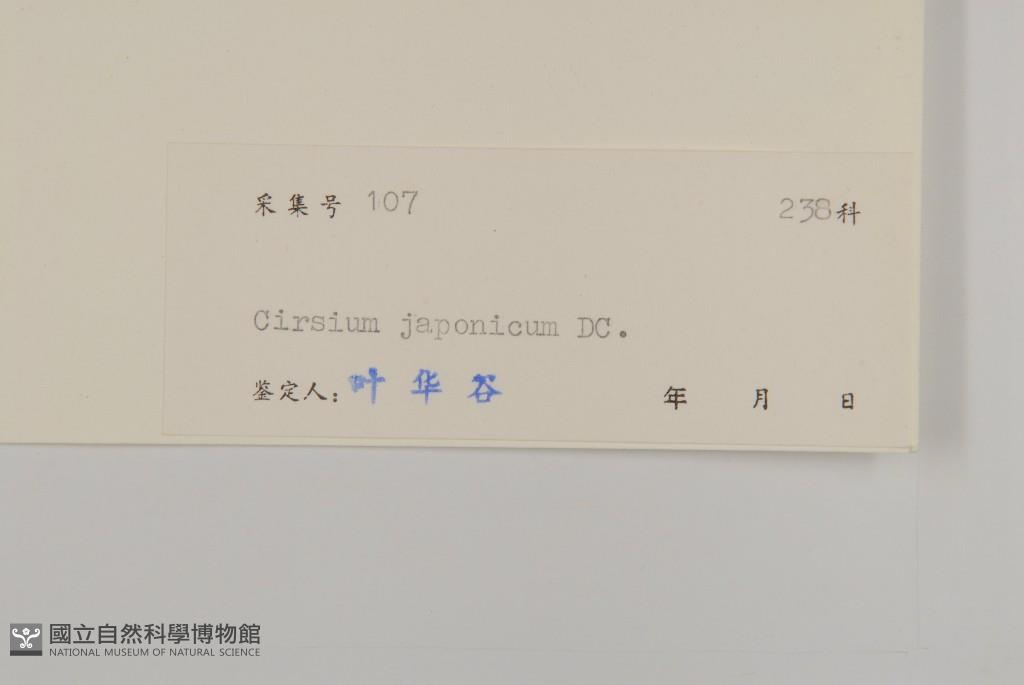 采集号 107 238科
Cirsium japonicum DC.
鉴定人: 叶华谷 年 月 日
國立自然科學博物館
NATIONAL MUSEUM OF NATURAL SCIENCE